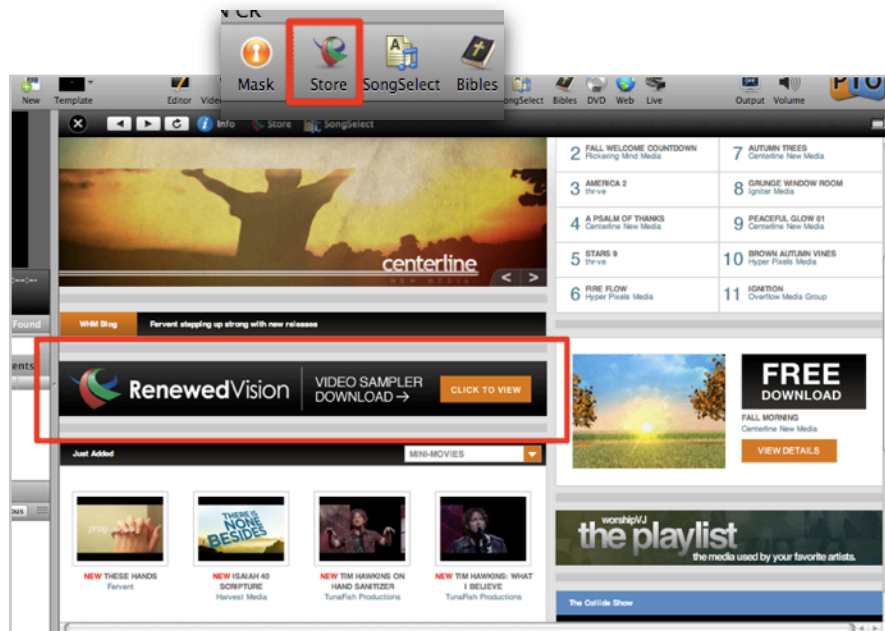 N CR
Mask
Store
SongSelect
Bibles
New
Template
Editor
ongSelect
Bibles
DVD
Web
Live
Output
Volume
PRO
Info
Store
SongSelect
centerline
NEW MEDIA
< >
2 FALL WELCOME COUNTDOWN
Flickering Mind Media
3 AMERICA 2
thr-ve
4 A PSALM OF THANKS
Centerline New Media
5 STARS 9
thr-ve
6 FIRE FLOW
Hyper Pixels Media
7 AUTUMN TREES
Centerline New Media
8 GRUNGE WINDOW ROOM
Igniter Media
9 PEACEFUL GLOW 01
Centerline New Media
10 BROWN AUTUMN VINES
Hyper Pixels Media
11 IGNITION
Overflow Media Group
Found
WHM Blog
Fervent stepping up strong with new releases
ents
RenewedVision
VIDEO SAMPLER
DOWNLOAD→
CLICK TO VIEW
FREE
DOWNLOAD
FALL MORNING
Centerline New Media
VIEW DETAILS
Just Added
MINI-MOVIES
pray
THERE IS
NONE
BESIDES
NEW THESE HANDS
Fervent
NEW ISAIAH 40
SCRIPTURE
Harvest Media
NEW TIM HAWKINS ON
HAND SANITIZER
TunaFish Productions
NEW TIM HAWKINS: WHAT
I BELIEVE
TunaFish Productions
worshipVJ
the playlist
the media used by your favorite artists.
The Collide Show